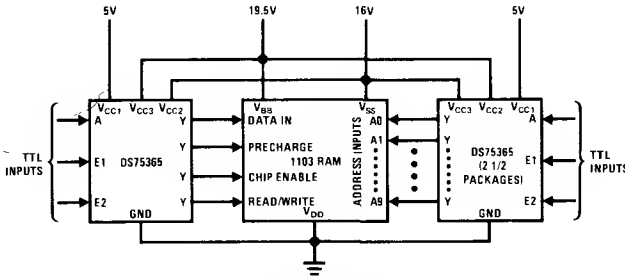 5V 19.5V 16V 5V
VCC1 VCC3 VCC2 VBB VSS VCC3 VCC2 VCC1
A Y DATA IN A0 Y A
Y PRECHARGE A1 Y
TTL INPUTS E1 DS75365 1103 RAM ADDRESS INPUTS DS75365 (2 1/2 PACKAGES) E1 TTL INPUTS
Y CHIP ENABLE
E2 Y READ/WRITE A9 Y E2
GND VDD GND